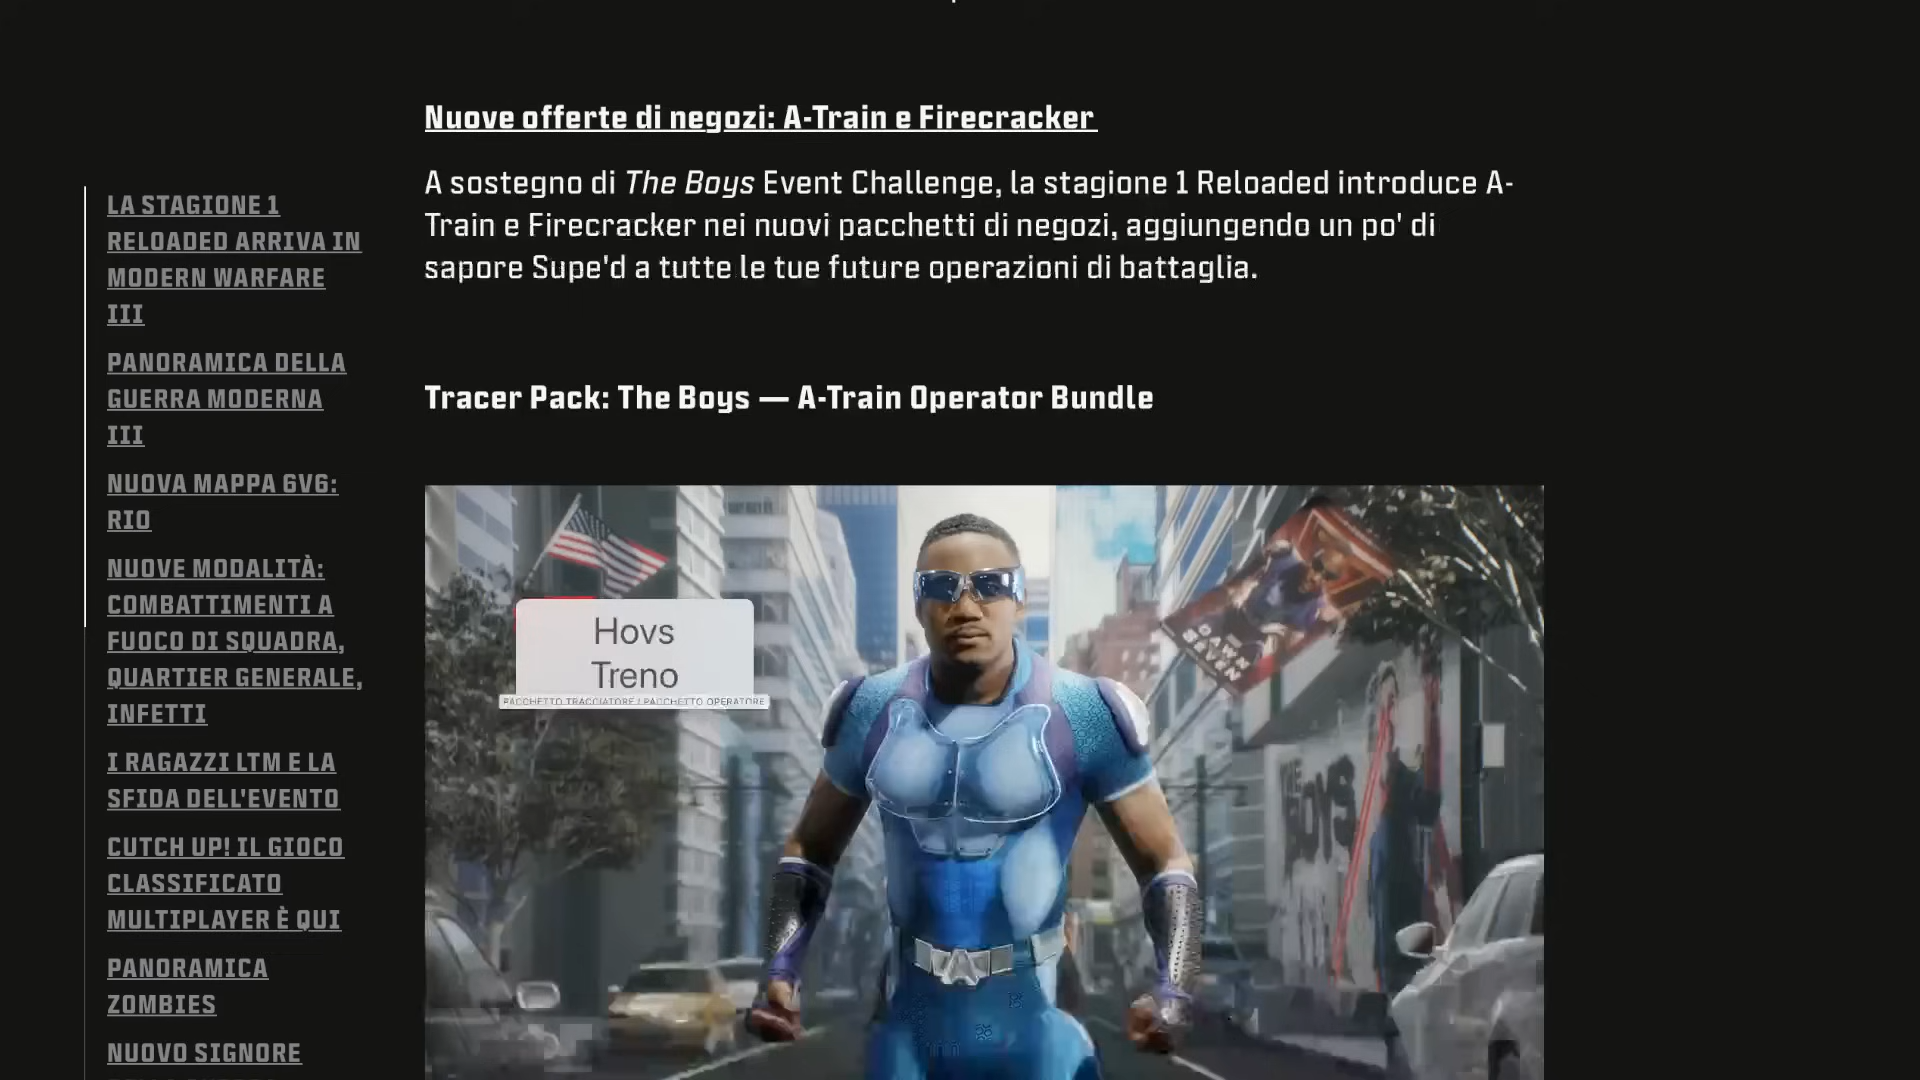 Nuove offerte di negozi: A-Train e Firecracker
A sostegno di The Boys Event Challenge, la stagione 1 Reloaded introduce A-
Train e Firecracker nei nuovi pacchetti di negozi, aggiungendo un po' di
sapore Supe'd a tutte le tue future operazioni di battaglia.
Tracer Pack: The Boys — A-Train Operator Bundle
LA STAGIONE 1
RELOADED ARRIVA IN
MODERN WARFARE
III
PANORAMICA DELLA
GUERRA MODERNA
III
NUOVA MAPPA 6V6:
RIO
NUOVE MODALITÀ:
COMBATTIMENTI A
FUOCO DI SQUADRA,
QUARTIER GENERALE,
INFETTI
I RAGAZZI LTM E LA
SFIDA DELL'EVENTO
CUTCH UP! IL GIOCO
CLASSIFICATO
MULTIPLAYER È QUI
PANORAMICA
ZOMBIES
NUOVO SIGNORE
Hovs
Treno
PACCHETTO TRACCIATORE / PACCHETTO OPERATORE
DAWN
SEVEN
THE
BOYS